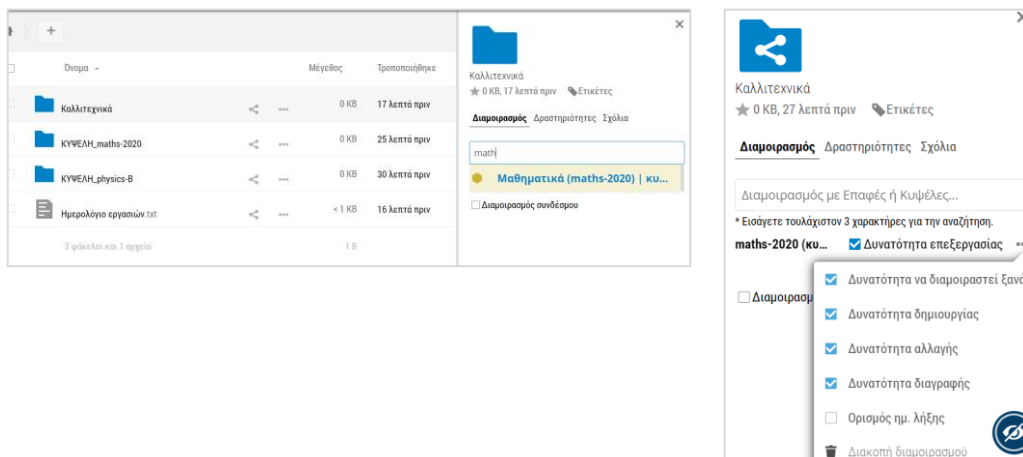 Όνομα
Μέγεθος
Τροποποιήθηκε
Καλλιτεχνικά
0 KB
17 λεπτά πριν
ΚΥΨΕΛΗ_maths-2020
0 KB
25 λεπτά πριν
ΚΥΨΕΛΗ_physics-B
0 KB
30 λεπτά πριν
Ημερολόγιο εργασιών.txt
< 1 KB
16 λεπτά πριν
3 φάκελοι και 1 αρχείο
1 B
Καλλιτεχνικά
0 KB, 17 λεπτά πριν Ετικέτες
Διαμοιρασμός Δραστηριότητες Σχόλια
math
Μαθηματικά (maths-2020) | κυ...
Διαμοιρασμός συνδέσμου
Καλλιτεχνικά
0 KB, 27 λεπτά πριν Ετικέτες
Διαμοιρασμός Δραστηριότητες Σχόλια
Διαμοιρασμός με Επαφές ή Κυψέλες...
* Εισάγετε τουλάχιστον 3 χαρακτήρες για την αναζήτηση.
maths-2020 (κυ... Δυνατότητα επεξεργασίας
Διαμοιρασμ
Δυνατότητα να διαμοιραστεί ξανά
Δυνατότητα δημιουργίας
Δυνατότητα αλλαγής
Δυνατότητα διαγραφής
Ορισμός ημ. λήξης
Διακοπή διαμοιρασμού